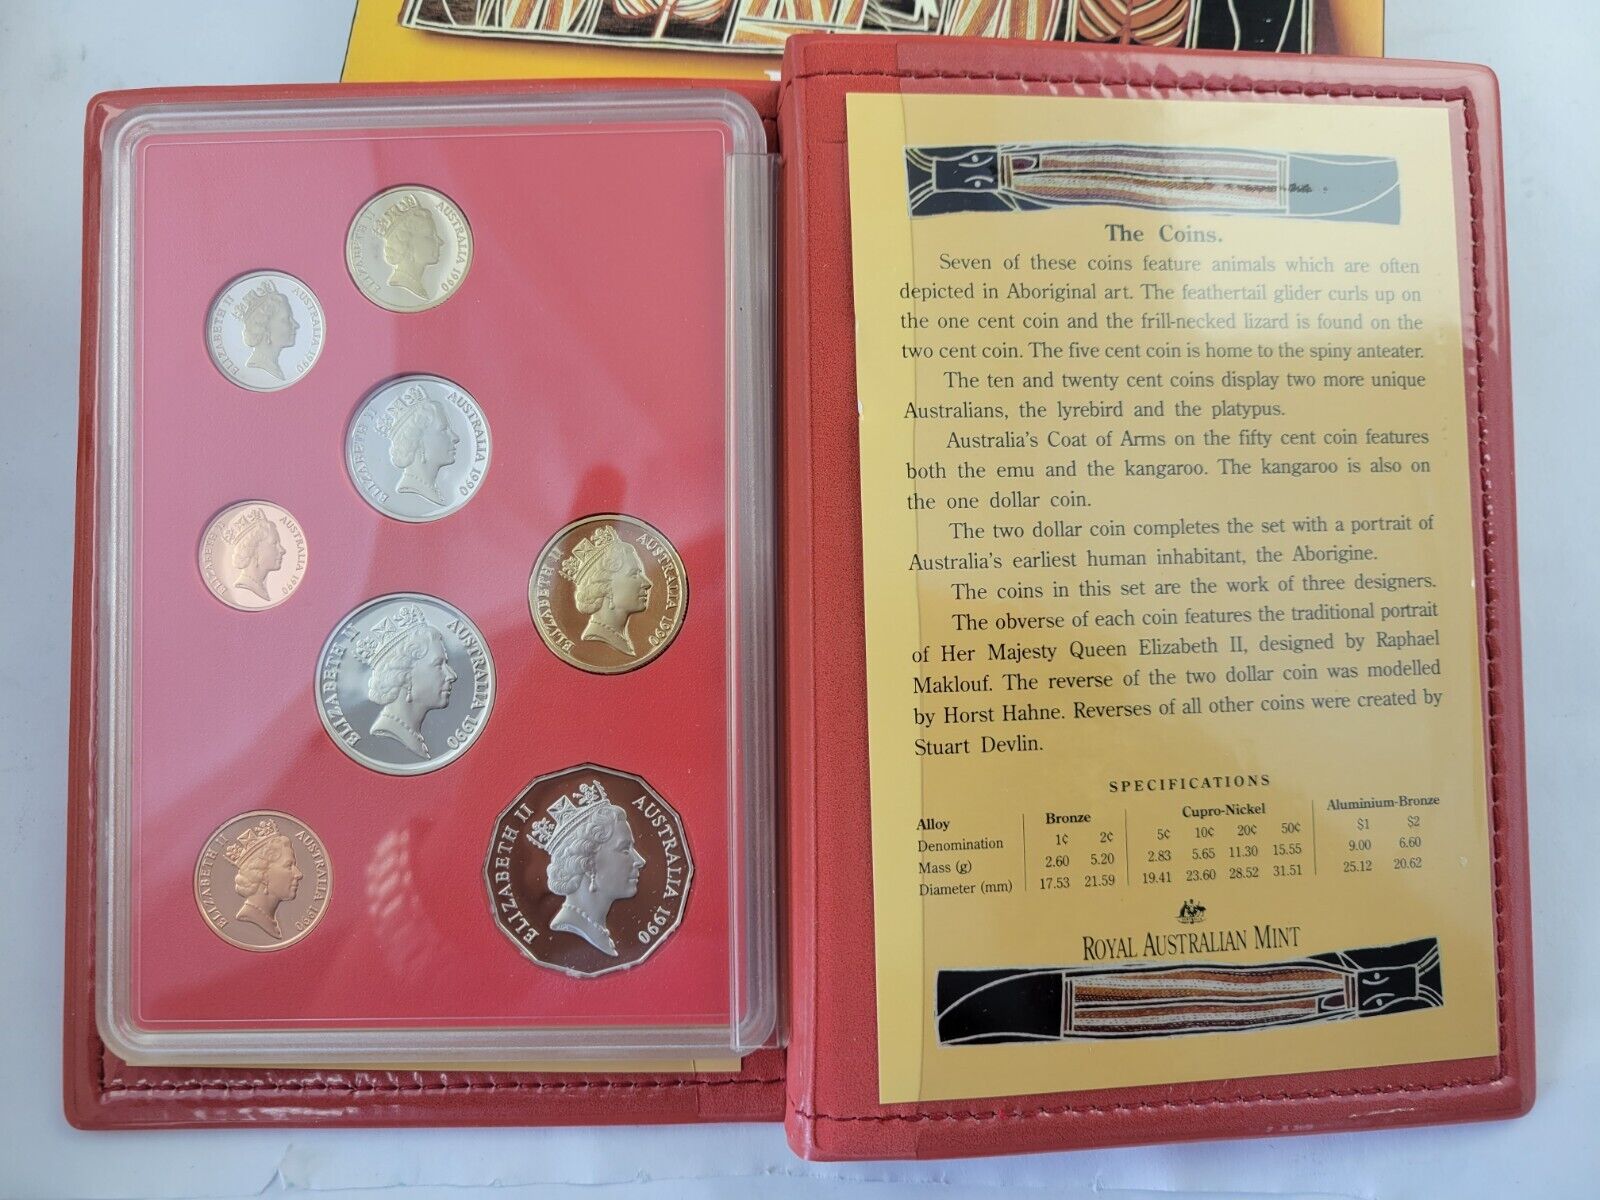 ELIZABETH II AUSTRALIA 1990
ELIZABETH II AUSTRALIA 1990
ELIZABETH II AUSTRALIA 1990
ELIZABETH II AUSTRALIA 1990
ELIZABETH II AUSTRALIA 1990
ELIZABETH II AUSTRALIA 1990
ELIZABETH II AUSTRALIA 1990
ELIZABETH II AUSTRALIA 1990
The Coins.
Seven of these coins feature animals which are often
depicted in Aboriginal art. The feathertail glider curls up on
the one cent coin and the frill-necked lizard is found on the
two cent coin. The five cent coin is home to the spiny anteater.
The ten and twenty cent coins display two more unique
Australians, the lyrebird and the platypus.
Australia's Coat of Arms on the fifty cent coin features
both the emu and the kangaroo. The kangaroo is also on
the one dollar coin.
The two dollar coin completes the set with a portrait of
Australia's earliest human inhabitant, the Aborigine.
The coins in this set are the work of three designers.
The obverse of each coin features the traditional portrait
of Her Majesty Queen Elizabeth II, designed by Raphael
Maklouf. The reverse of the two dollar coin was modelled
by Horst Hahne. Reverses of all other coins were created by
Stuart Devlin.
SPECIFICATIONS
Alloy Bronze Cupro-Nickel Aluminium-Bronze
Denomination 1¢ 2¢ 5¢ 10¢ 20¢ 50¢ $1 $2
Mass (g) 2.60 5.20 2.83 5.65 11.30 15.55 9.00 6.60
Diameter (mm) 17.53 21.59 19.41 23.60 28.52 31.51 25.12 20.62
ROYAL AUSTRALIAN MINT